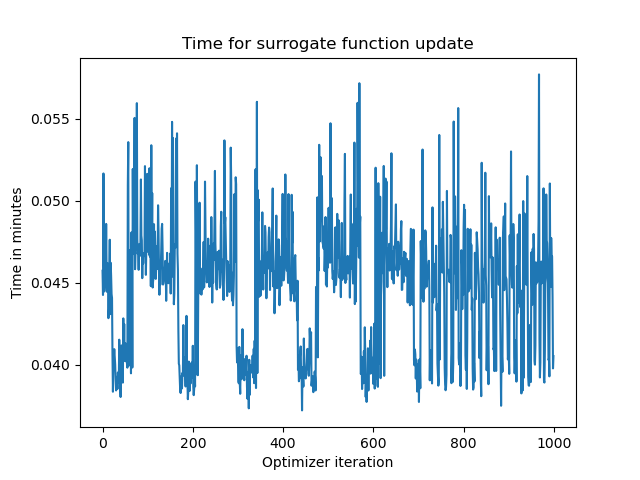 Time for surrogate function update
Time in minutes
0.055
0.050
0.045
0.040
0 200 400 600 800 1000
Optimizer iteration